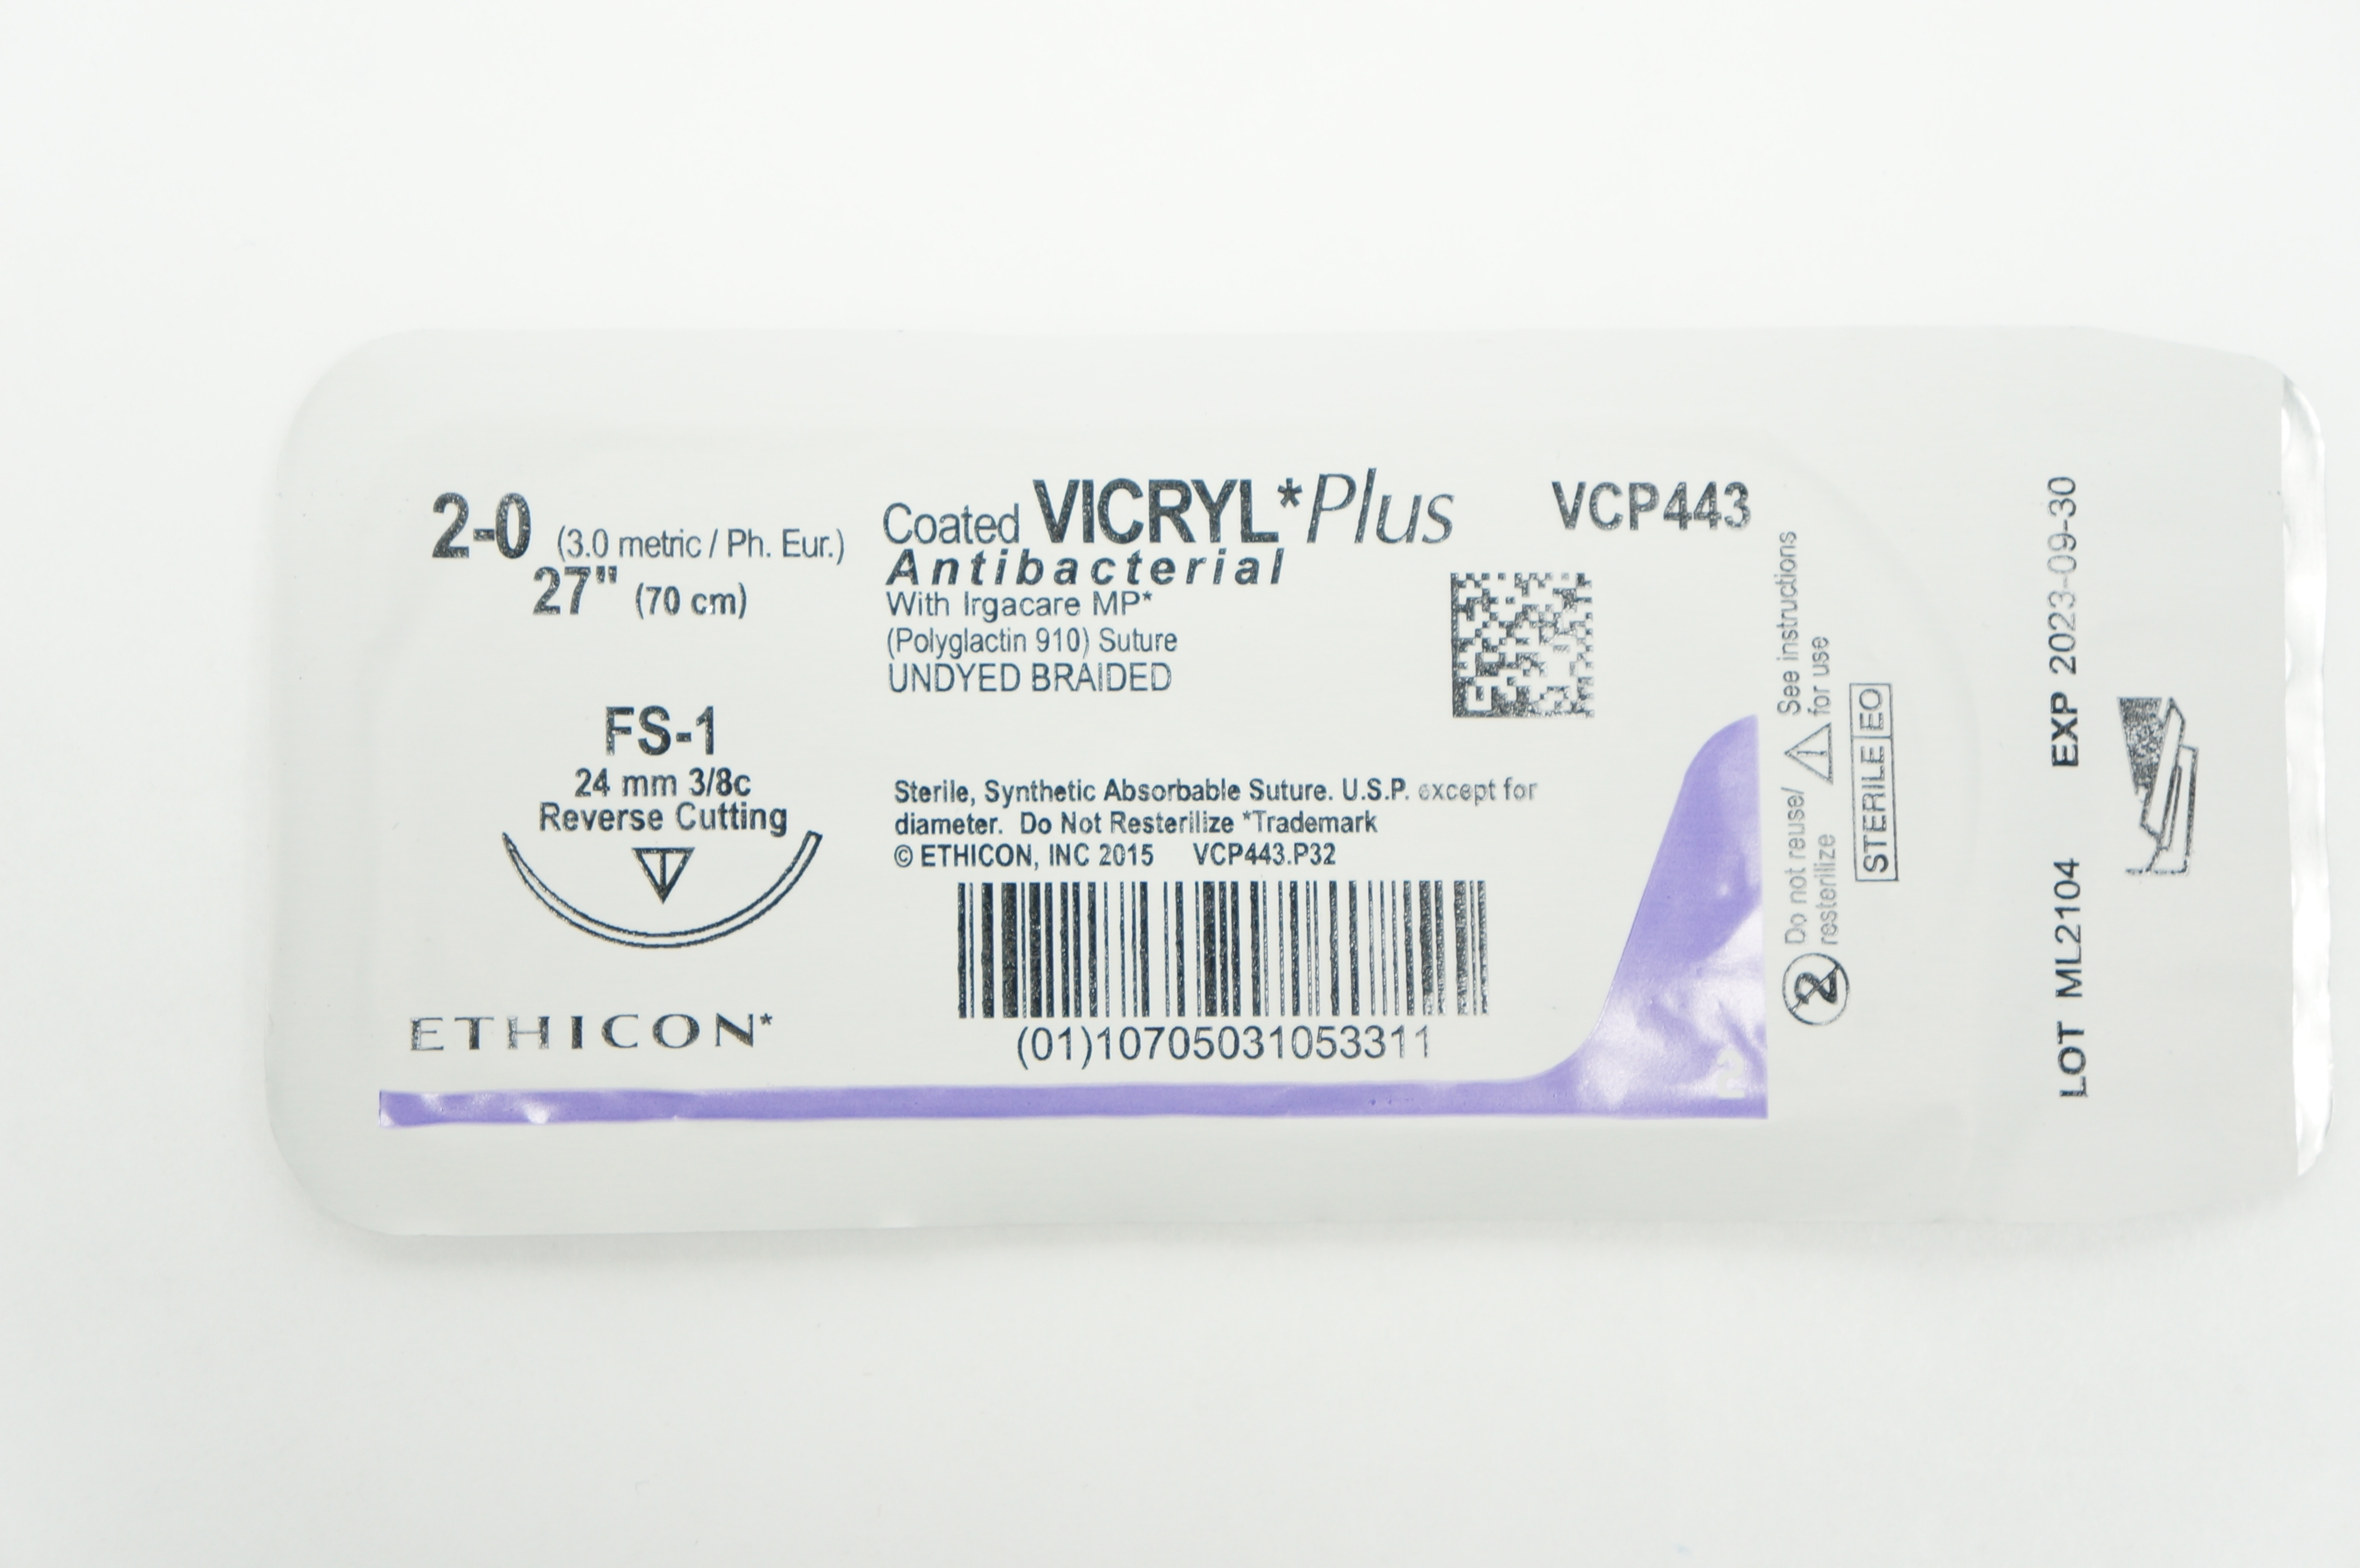 2-0 (3.0 metric / Ph. Eur.)
27" (70 cm)
FS-1
24 mm 3/8c
Reverse Cutting
ETHICON*
Coated VICRYL*Plus
Antibacterial
With Irgacare MP*
(Polyglactin 910) Suture
UNDYED BRAIDED
VCP443
Sterile, Synthetic Absorbable Suture. U.S.P. except for
diameter. Do Not Resterilize *Trademark
© ETHICON, INC 2015 VCP443.P32
(01)10705031053311
Do not reuse/
resterilize
2
See instructions
for use
STERILE EO
LOT ML2104 EXP 2023-09-30